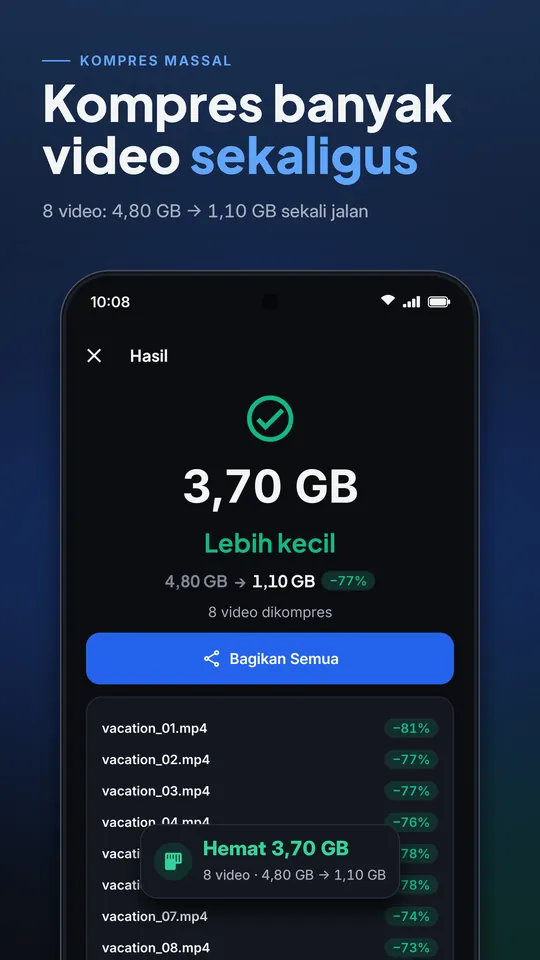 KOMPRES MASSAL
Kompres banyak
video sekaligus
8 video: 4,80 GB → 1,10 GB sekali jalan
10:08
Hasil
3,70 GB
Lebih kecil
4,80 GB → 1,10 GB −77%
8 video dikompres
Bagikan Semua
vacation_01.mp4 −81%
vacation_02.mp4 −77%
vacation_03.mp4 −77%
vacation_04.mp4 −76%
78%
78%
Hemat 3,70 GB
8 video · 4,80 GB → 1,10 GB
vacation_07.mp4 −74%
vacation_08.mp4 −73%